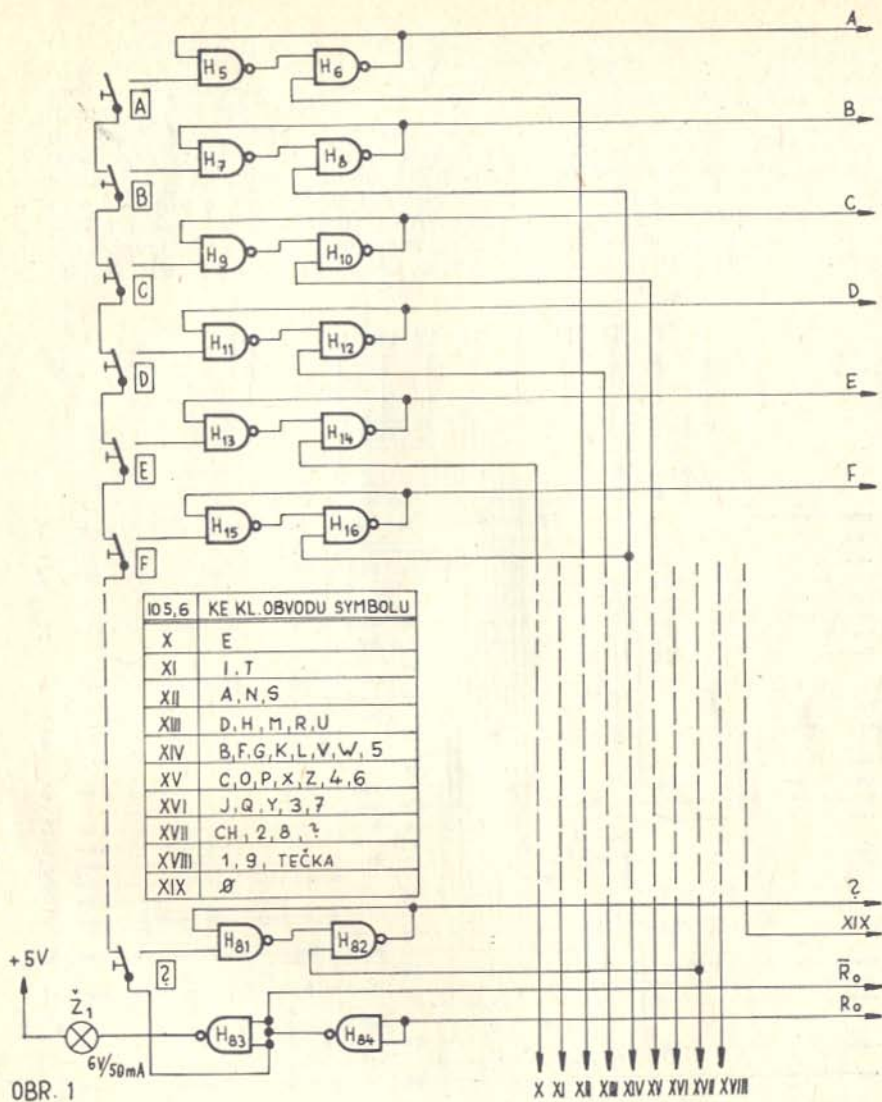 A
H5 H6
A
B
H7 H8
B
C
H9 H10
C
D
H11 H12
D
E
H13 H14
E
F
H15 H16
F
IO 5,6 KE KL. OBVODU SYMBOLU
X E
XI I, T
XII A, N, S
XIII D, H, M, R, U
XIV B, F, G, K, L, V, W, 5
XV C, O, P, X, Z, 4, 6
XVI J, Q, Y, 3, 7
XVII CH, 2, 8, ?
XVIII 1, 9, TEČKA
XIX Ø
?
H81 H82
XIX
+5V
?
R̅o
Ž1
H83 H84
Ro
6V/50mA
OBR. 1
X XI XII XIII XIV XV XVI XVII XVIII